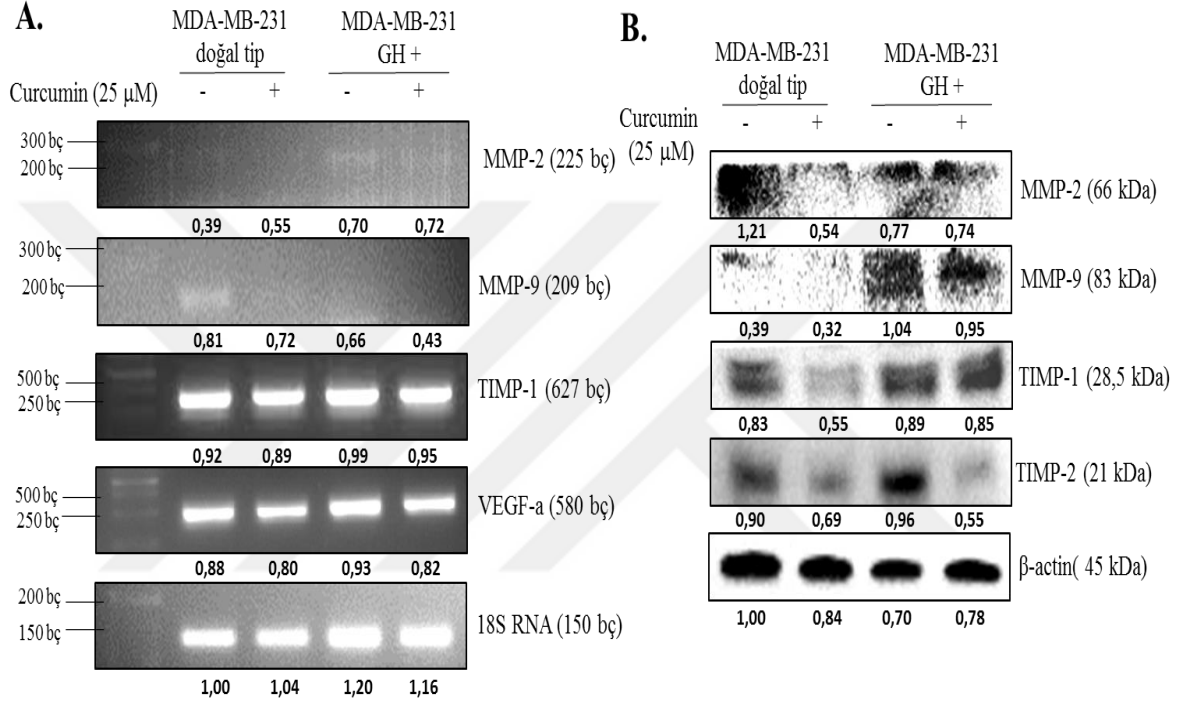 A.
MDA-MB-231
doğal tip
MDA-MB-231
GH +
Curcumin (25 μM)
- + - +
300 bç
200 bç
MMP-2 (225 bç)
0,39 0,55 0,70 0,72
300 bç
200 bç
MMP-9 (209 bç)
0,81 0,72 0,66 0,43
500 bç
250 bç
TIMP-1 (627 bç)
0,92 0,89 0,99 0,95
500 bç
250 bç
VEGF-a (580 bç)
0,88 0,80 0,93 0,82
200 bç
150 bç
18S RNA (150 bç)
1,00 1,04 1,20 1,16
B.
MDA-MB-231
doğal tip
MDA-MB-231
GH +
Curcumin
(25 μM)
- + - +
MMP-2 (66 kDa)
1,21 0,54 0,77 0,74
MMP-9 (83 kDa)
0,39 0,32 1,04 0,95
TIMP-1 (28,5 kDa)
0,83 0,55 0,89 0,85
TIMP-2 (21 kDa)
0,90 0,69 0,96 0,55
β-actin( 45 kDa)
1,00 0,84 0,70 0,78